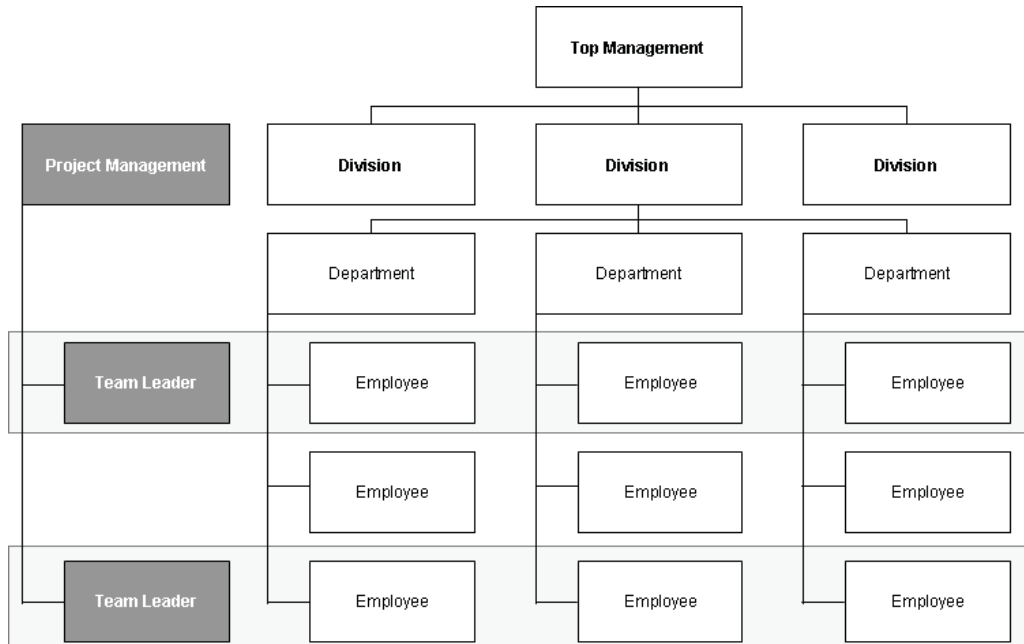 Top Management
Project Management
Division
Division
Division
Department
Department
Department
Team Leader
Employee
Employee
Employee
Employee
Employee
Employee
Team Leader
Employee
Employee
Employee